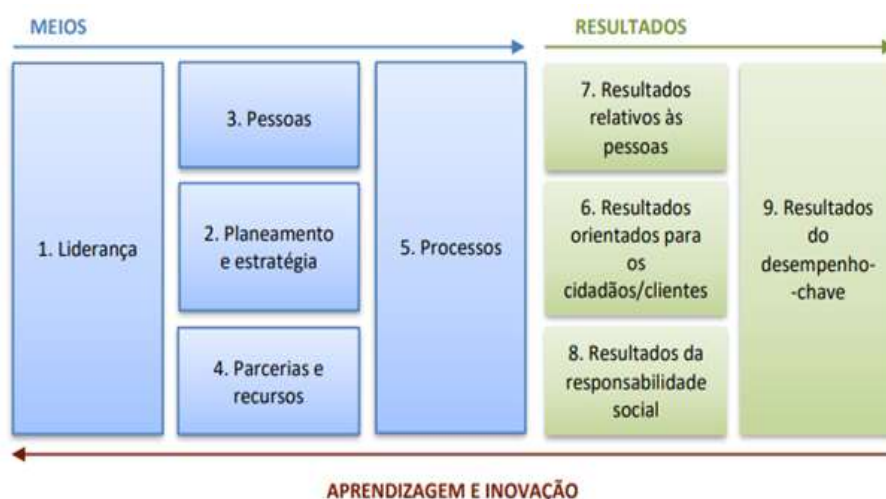 MEIOS
RESULTADOS
1. Liderança
3. Pessoas
2. Planeamento
e estratégia
4. Parcerias e
recursos
5. Processos
7. Resultados
relativos às
pessoas
6. Resultados
orientados para
os
cidadãos/clientes
8. Resultados da
responsabilidade
social
9. Resultados
do
desempenho-
-chave
APRENDIZAGEM E INOVAÇÃO